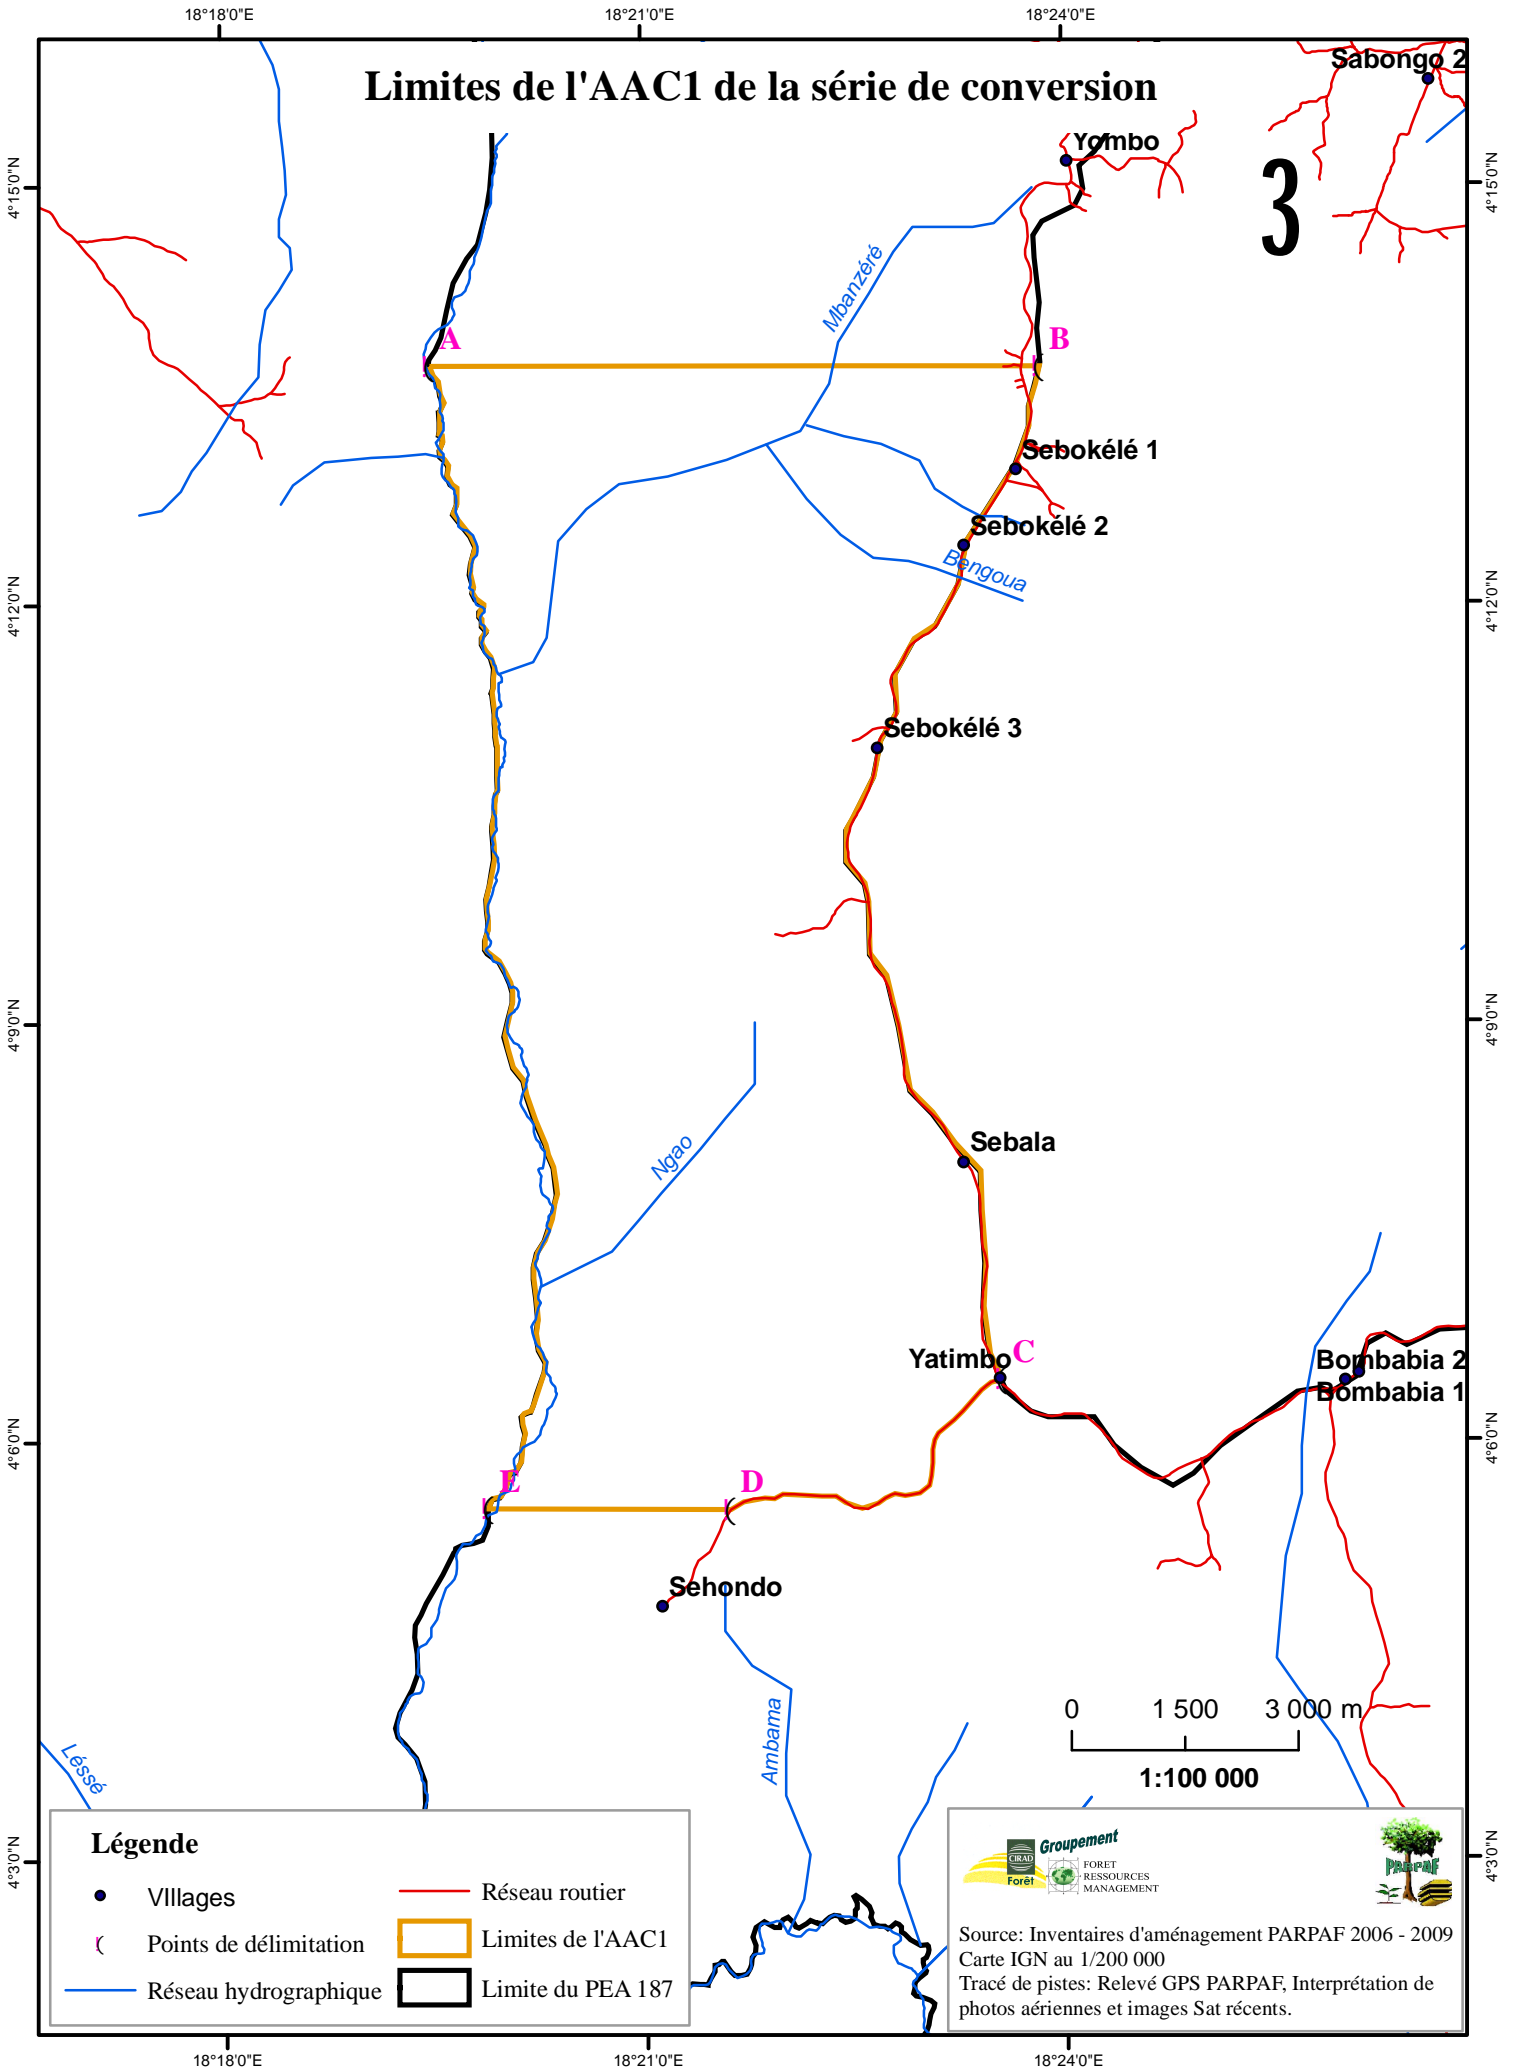 18°18'0"E
18°21'0"E
18°24'0"E
Limites de l'AAC1 de la série de conversion
Sabongo 2
Yombo
3
4°15'0"N
4°15'0"N
Mbanzéré
A
B
Sebokélé 1
Sebokélé 2
Bengoua
4°12'0"N
4°12'0"N
Sebokélé 3
4°9'0"N
4°9'0"N
Ngao
Sebala
Yatimbo
C
Bombabia 2
Bombabia 1
4°6'0"N
4°6'0"N
E
D
Sehondo
Ambama
Léssé
0 1 500 3 000 m
1:100 000
Légende
VIllages
Points de délimitation
Réseau hydrographique
Réseau routier
Limites de l'AAC1
Limite du PEA 187
4°3'0"N
4°3'0"N
CIRAD
Forêt
Groupement
FORET
RESSOURCES
MANAGEMENT
PARPAF
Source: Inventaires d'aménagement PARPAF 2006 - 2009
Carte IGN au 1/200 000
Tracé de pistes: Relevé GPS PARPAF, Interprétation de
photos aériennes et images Sat récents.
18°18'0"E
18°21'0"E
18°24'0"E